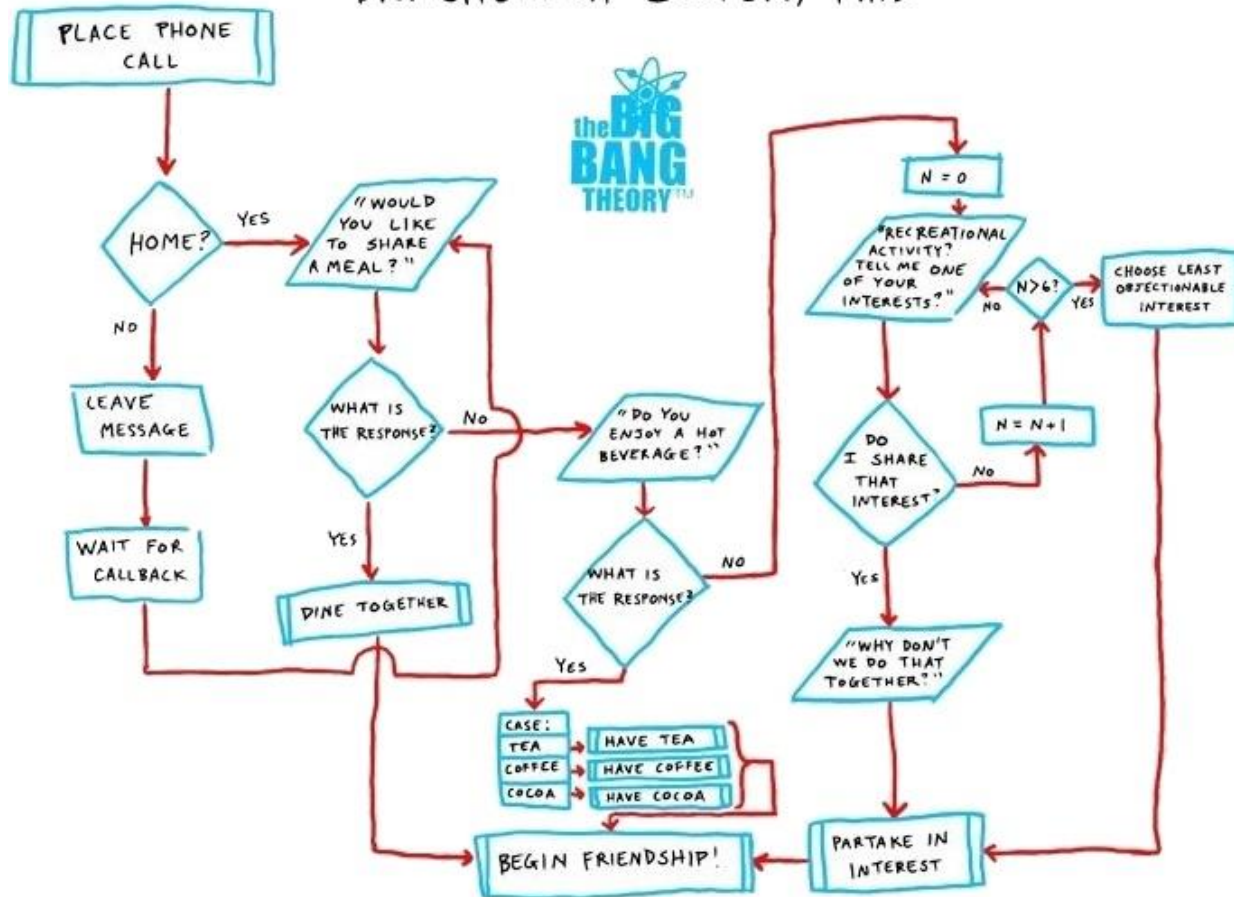 PLACE PHONE
CALL
the BIG
BANG
THEORY™
HOME?
YES
NO
"WOULD
YOU LIKE
TO SHARE
A MEAL?"
LEAVE
MESSAGE
WAIT FOR
CALLBACK
WHAT IS
THE RESPONSE?
NO
YES
DINE TOGETHER
"DO YOU
ENJOY A HOT
BEVERAGE?"
WHAT IS
THE RESPONSE?
NO
YES
CASE:
TEA
HAVE TEA
COFFEE
HAVE COFFEE
COCOA
HAVE COCOA
N = 0
"RECREATIONAL
ACTIVITY?
TELL ME ONE
OF YOUR
INTERESTS?"
N>6?
NO
YES
CHOOSE LEAST
OBJECTIONABLE
INTEREST
N = N+1
DO
I SHARE
THAT
INTEREST?
NO
YES
"WHY DON'T
WE DO THAT
TOGETHER?"
PARTAKE IN
INTEREST
BEGIN FRIENDSHIP!